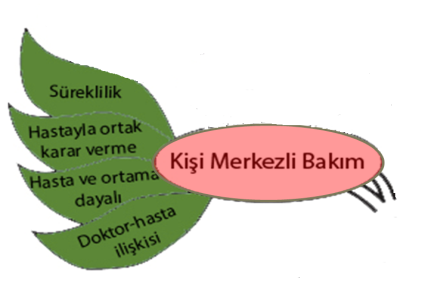 Süreklilik
Hastayla ortak
karar verme
Hasta ve ortama
dayalı
Doktor-hasta
ilişkisi
Kişi Merkezli Bakım